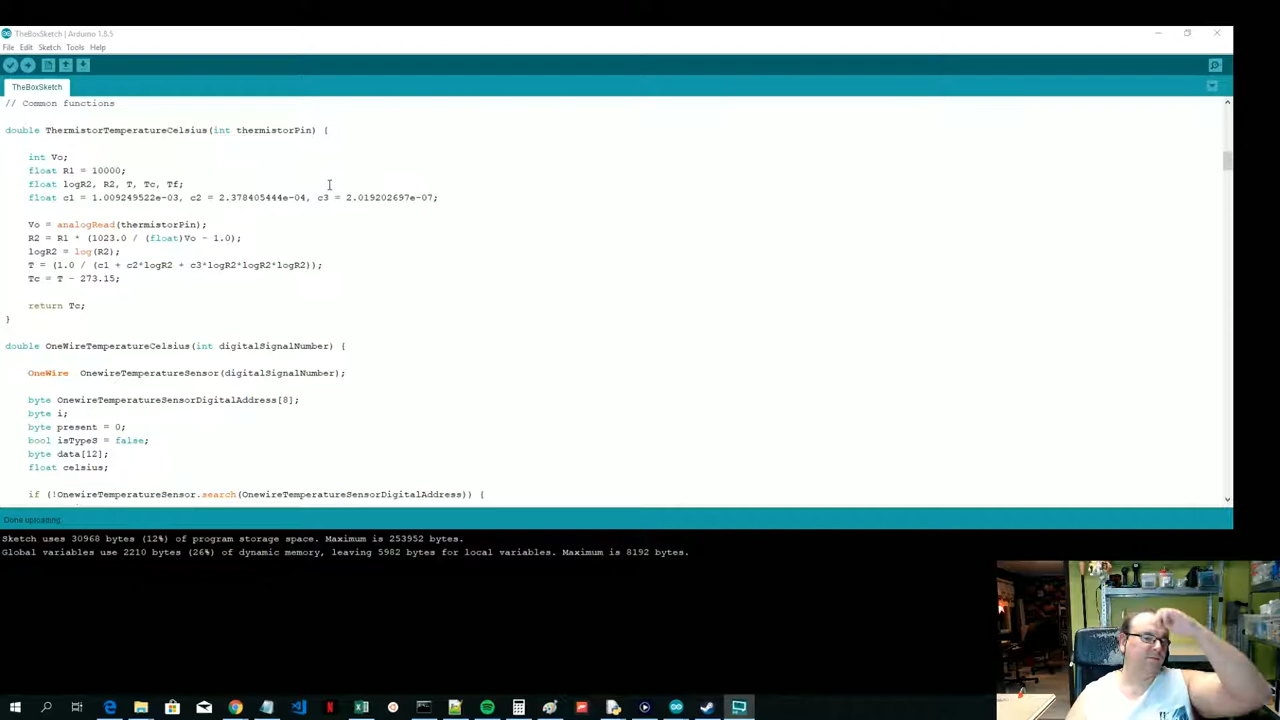 TheBoxSketch | Arduino 1.8.5
File Edit Sketch Tools Help
TheBoxSketch
// Common functions
double ThermistorTemperatureCelsius(int thermistorPin) {
int Vo;
float R1 = 10000;
float logR2, R2, T, Tc, Tf;
float c1 = 1.009249522e-03, c2 = 2.378405444e-04, c3 = 2.019202697e-07;
Vo = analogRead(thermistorPin);
R2 = R1 * (1023.0 / (float)Vo - 1.0);
logR2 = log(R2);
T = (1.0 / (c1 + c2*logR2 + c3*logR2*logR2*logR2));
Tc = T - 273.15;
return Tc;
}
double OneWireTemperatureCelsius(int digitalSignalNumber) {
OneWire OnewireTemperatureSensor(digitalSignalNumber);
byte OnewireTemperatureSensorDigitalAddress[8];
byte i;
byte present = 0;
bool isTypeS = false;
byte data[12];
float celsius;
if (!OnewireTemperatureSensor.search(OnewireTemperatureSensorDigitalAddress)) {
Done uploading.
Sketch uses 30968 bytes (12%) of program storage space. Maximum is 253952 bytes.
Global variables use 2210 bytes (26%) of dynamic memory, leaving 5982 bytes for local variables. Maximum is 8192 bytes.